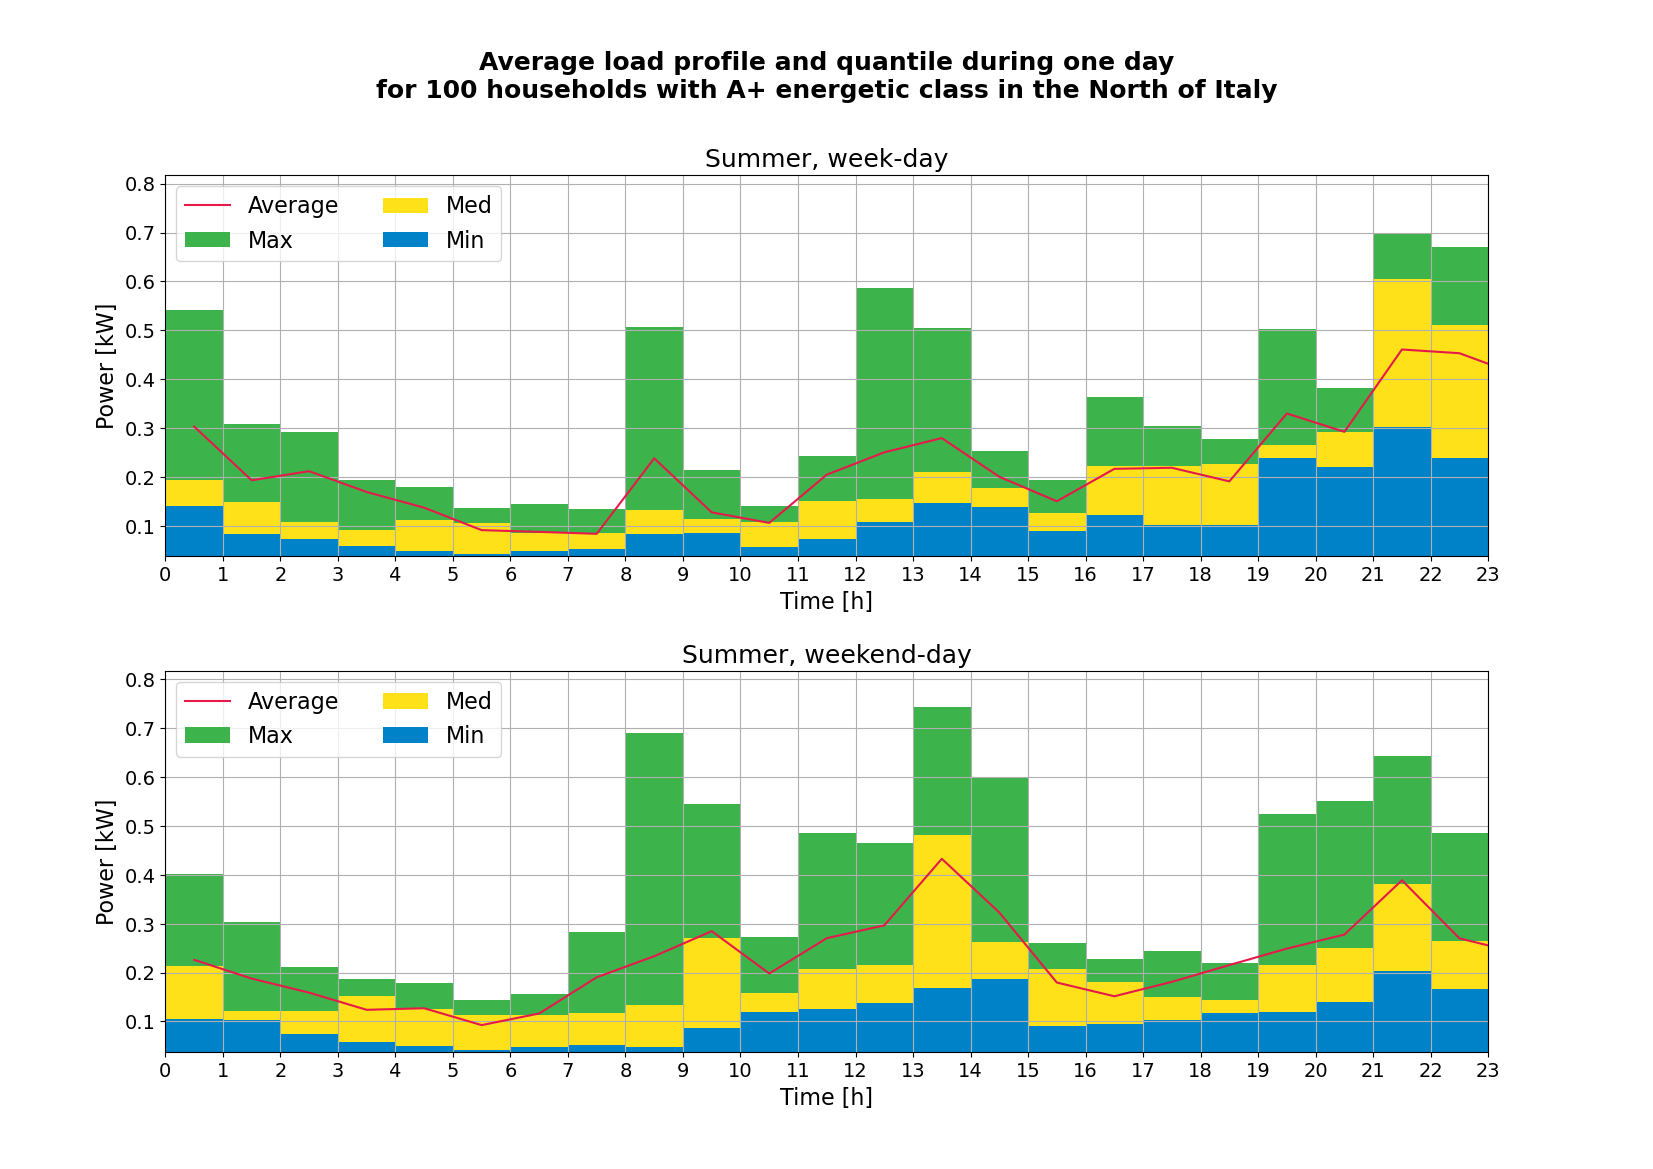 Average load profile and quantile during one day
for 100 households with A+ energetic class in the North of Italy
Summer, week-day
0.8
0.7
0.6
0.5
0.4
0.3
0.2
0.1
Power [kW]
Average Med
Max Min
0 1 2 3 4 5 6 7 8 9 10 11 12 13 14 15 16 17 18 19 20 21 22 23
Time [h]
Summer, weekend-day
0.8
0.7
0.6
0.5
0.4
0.3
0.2
0.1
Power [kW]
Average Med
Max Min
0 1 2 3 4 5 6 7 8 9 10 11 12 13 14 15 16 17 18 19 20 21 22 23
Time [h]